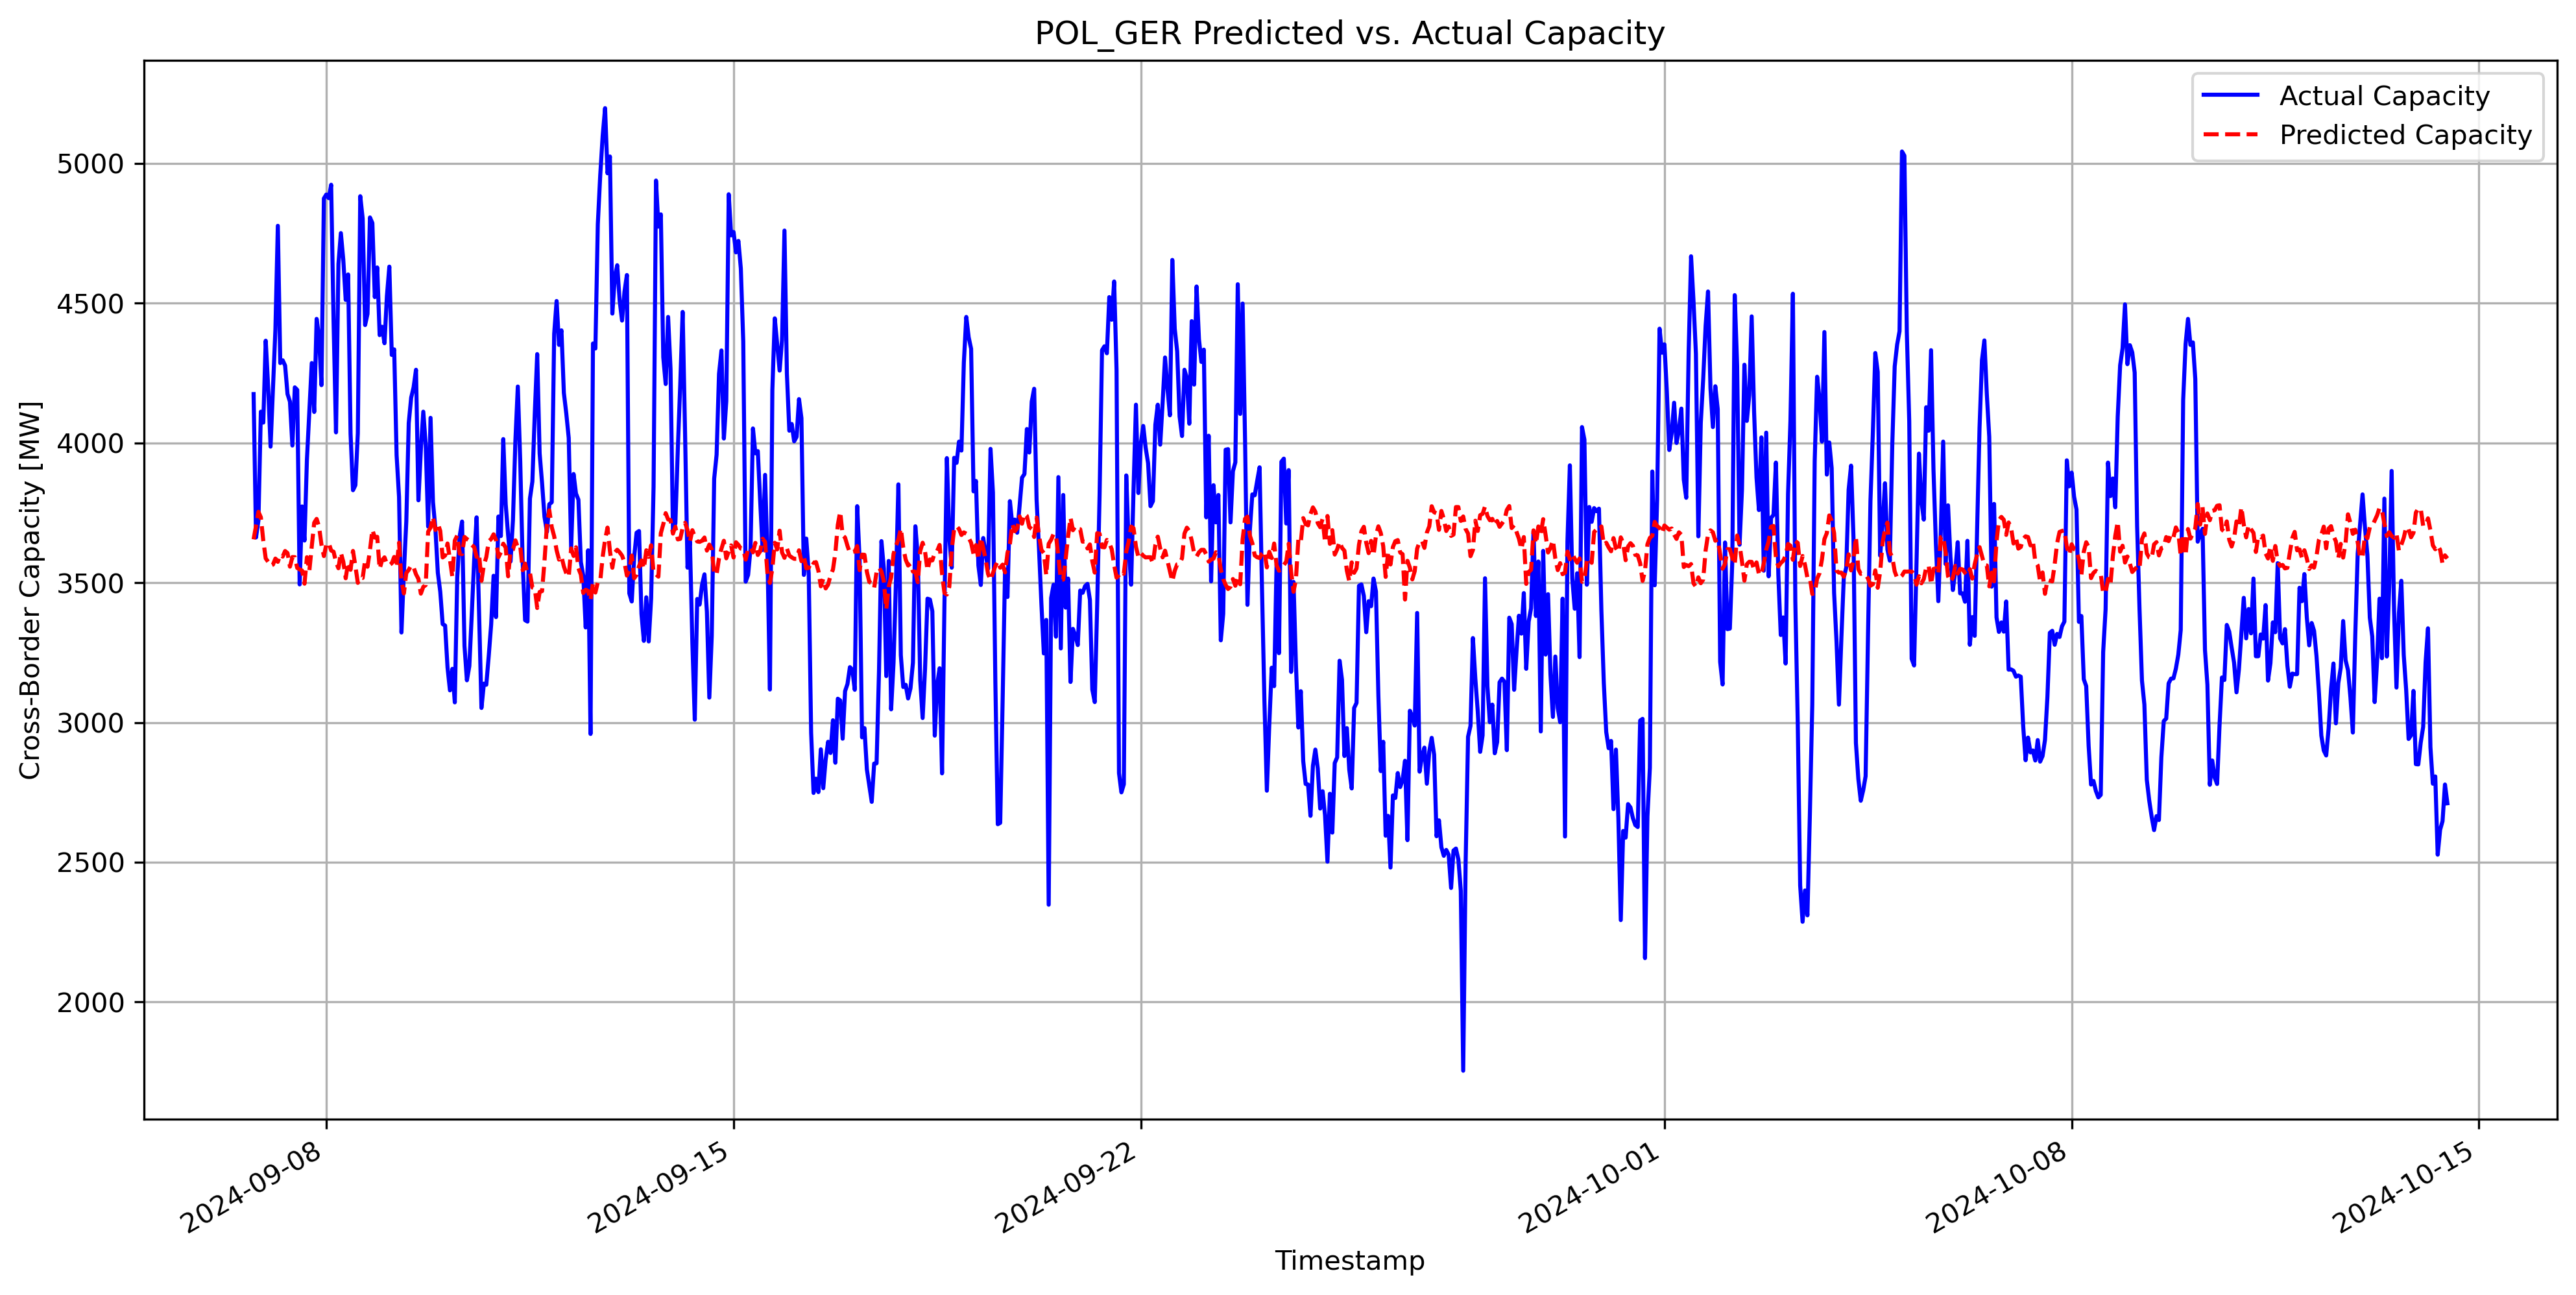 POL_GER Predicted vs. Actual Capacity
Actual Capacity
Predicted Capacity
Cross-Border Capacity [MW]
5000
4500
4000
3500
3000
2500
2000
2024-09-08
2024-09-15
2024-09-22
2024-10-01
2024-10-08
2024-10-15
Timestamp